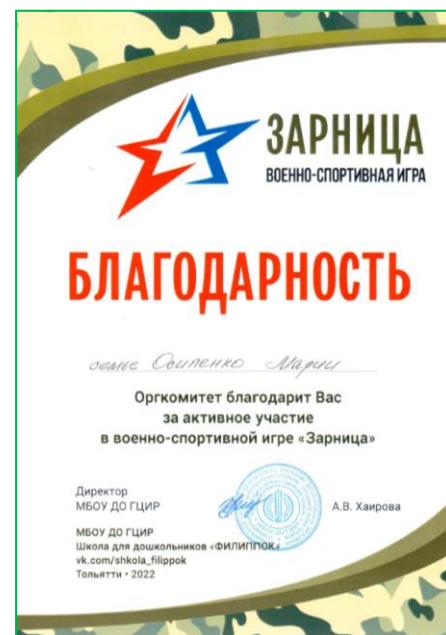 ЗАРНИЦА
ВОЕННО-СПОРТИВНАЯ ИГРА
БЛАГОДАРНОСТЬ
семье Осипенко Марии
Оргкомитет благодарит Вас
за активное участие
в военно-спортивной игре «Зарница»
Директор
МБОУ ДО ГЦИР
А.В. Хаирова
МБОУ ДО ГЦИР
Школа для дошкольников «ФИЛИППОК»
vk.com/shkola_filippok
Тольятти • 2022